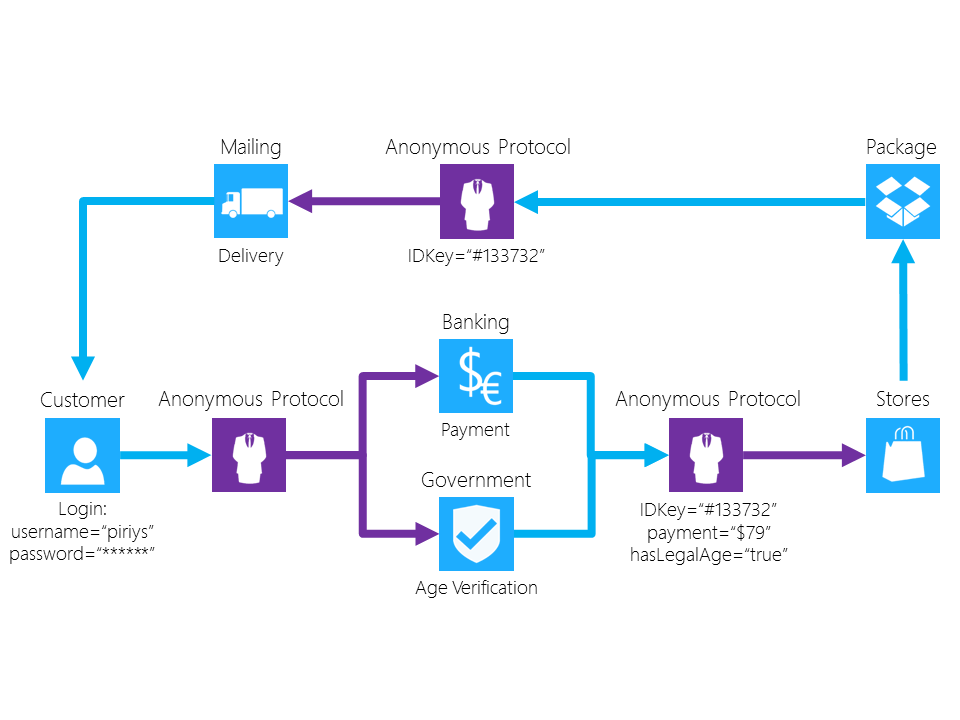 Mailing
Anonymous Protocol
Package
Delivery
IDKey=“#133732”
Banking
$€
Payment
Customer
Anonymous Protocol
Anonymous Protocol
Stores
Government
Login:
username=“piriys”
password=“******”
IDKey=“#133732”
payment=“$79”
hasLegalAge=“true”
Age Verification